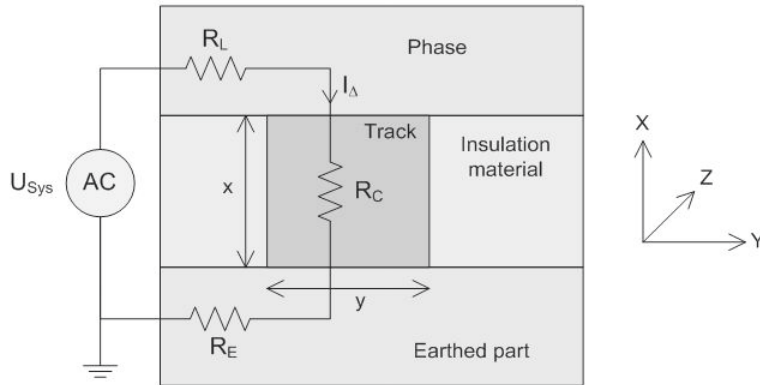 R_L
Phase
I_Δ
Track
Insulation
material
X
Z
Y
U_Sys
AC
x
R_C
y
R_E
Earthed part